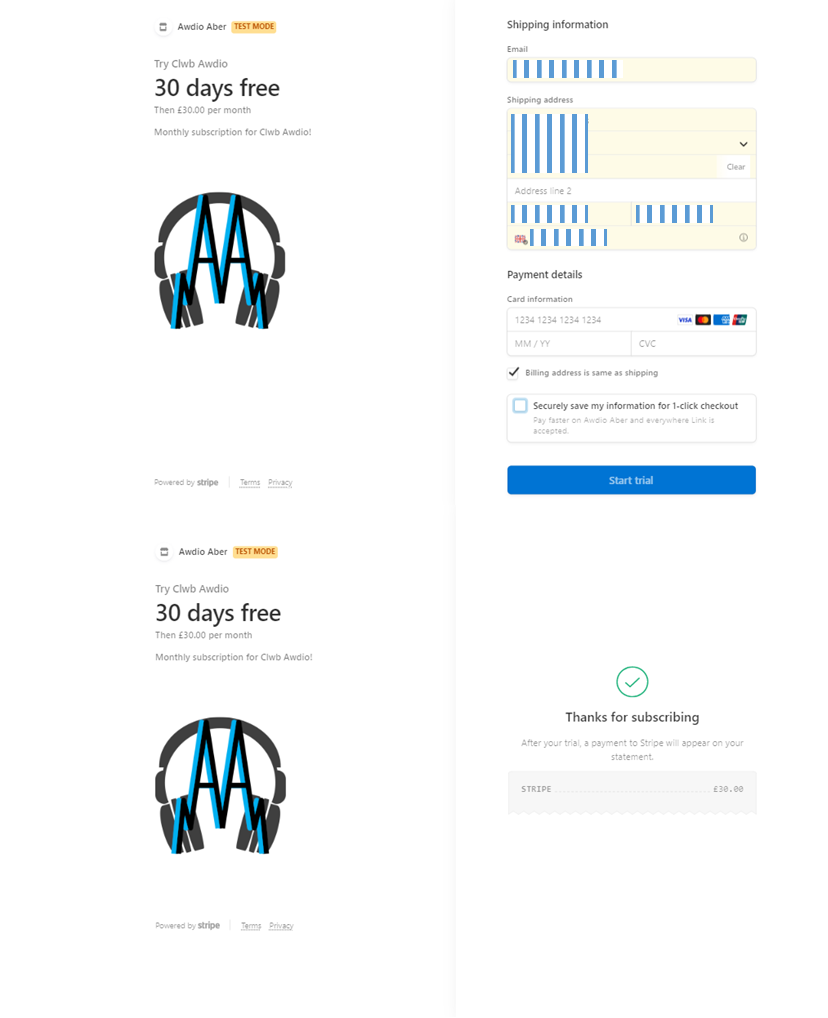 Awdio Aber TEST MODE
Try Clwb Awdio
30 days free
Then £30.00 per month
Monthly subscription for Clwb Awdio!
AA
Powered by stripe
Terms Privacy
Shipping information
Email
Shipping address
Clear
Address line 2
Payment details
Card information
1234 1234 1234 1234
VISA
MM / YY
CVC
Billing address is same as shipping
Securely save my information for 1-click checkout
Pay faster on Awdio Aber and everywhere Link is
accepted.
Start trial
Awdio Aber TEST MODE
Try Clwb Awdio
30 days free
Then £30.00 per month
Monthly subscription for Clwb Awdio!
AA
Powered by stripe
Terms Privacy
Thanks for subscribing
After your trial, a payment to Stripe will appear on your
statement.
STRIPE £30.00